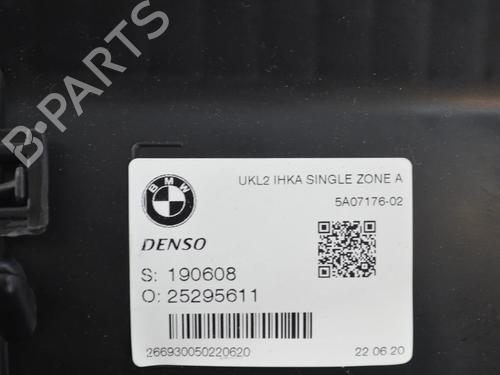 B-PARTS
BMW
UKL2 IHKA SINGLE ZONE A
5A07176-02
DENSO
S: 190608
O: 25295611
266930050220620
22.06.20